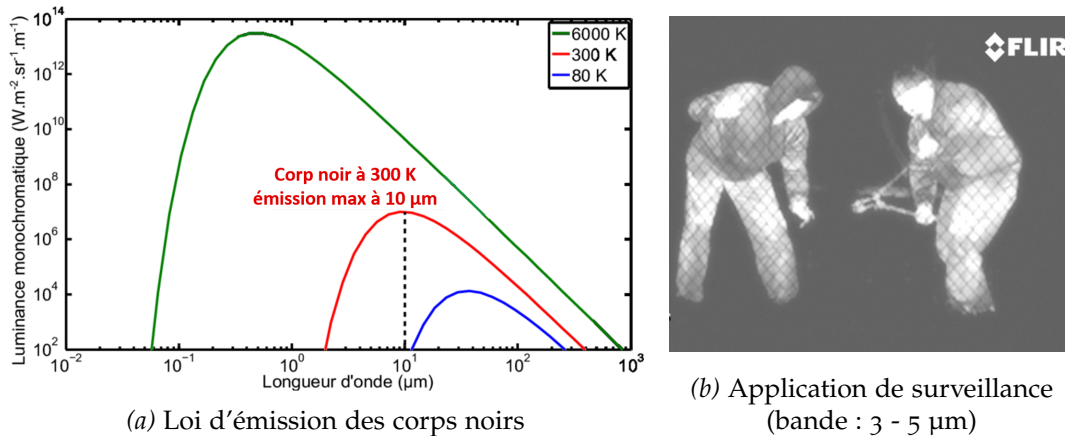 10^14
10^12
10^10
10^8
10^6
10^4
10^2
Luminance monochromatique (W.m^-2.sr^-1.m^-1)
6000 K
300 K
80 K
Corp noir à 300 K
émission max à 10 µm
10^-2
10^-1
10^0
10^1
10^2
10^3
Longueur d'onde (µm)
(a) Loi d'émission des corps noirs
FLIR
(b) Application de surveillance
(bande : 3 - 5 µm)